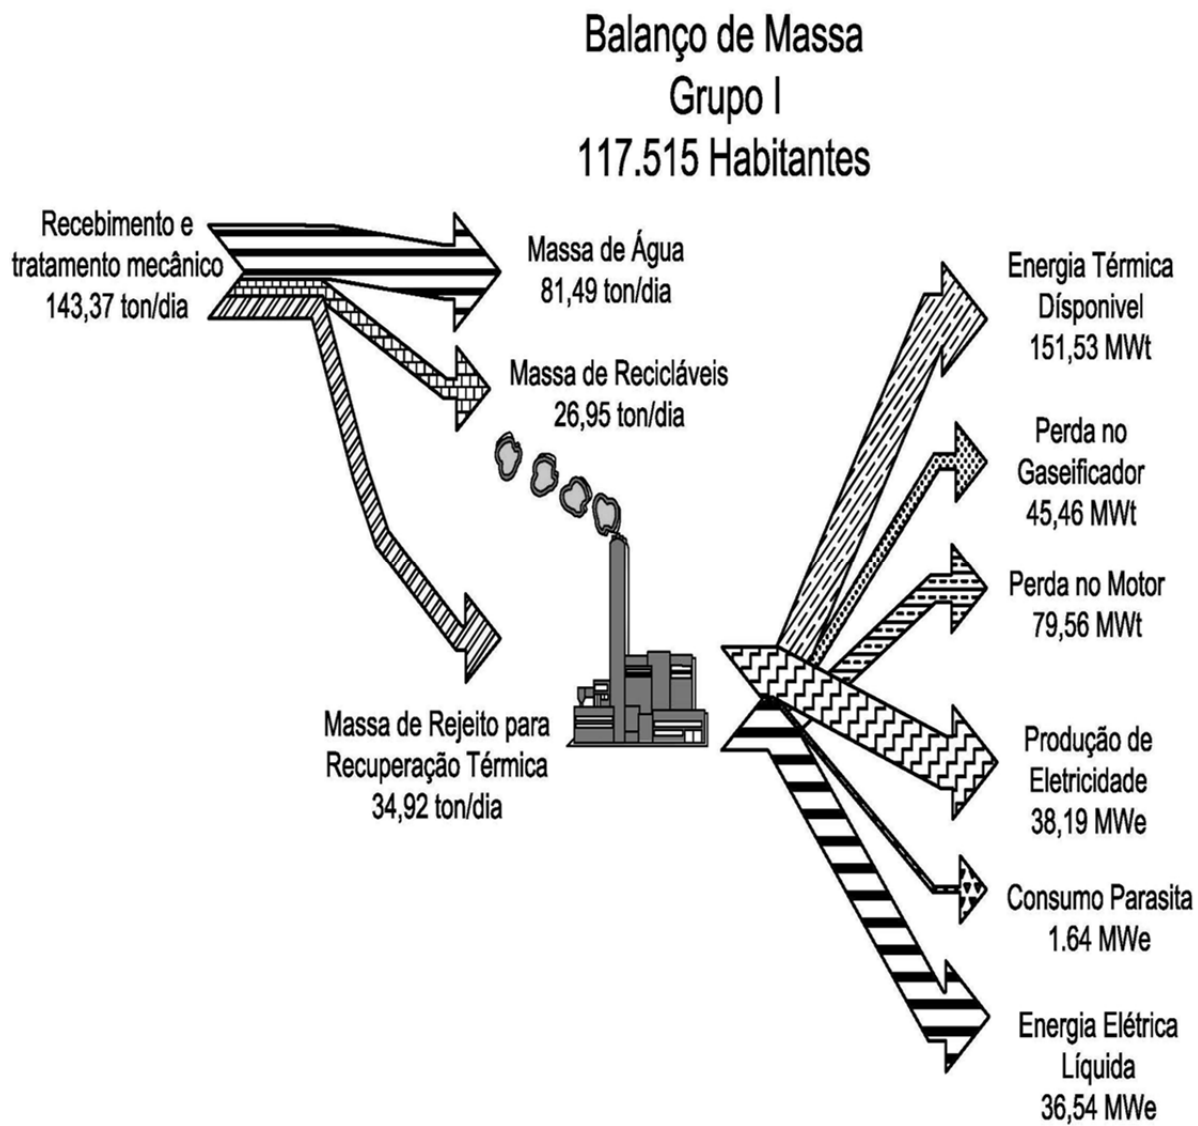 Balanço de Massa
Grupo I
117.515 Habitantes
Recebimento e
tratamento mecânico
143,37 ton/dia
Massa de Água
81,49 ton/dia
Massa de Recicláveis
26,95 ton/dia
Massa de Rejeito para
Recuperação Térmica
34,92 ton/dia
Energia Térmica
Dísponivel
151,53 MWt
Perda no
Gaseificador
45,46 MWt
Perda no Motor
79,56 MWt
Produção de
Eletricidade
38,19 MWe
Consumo Parasita
1.64 MWe
Energia Elétrica
Líquida
36,54 MWe